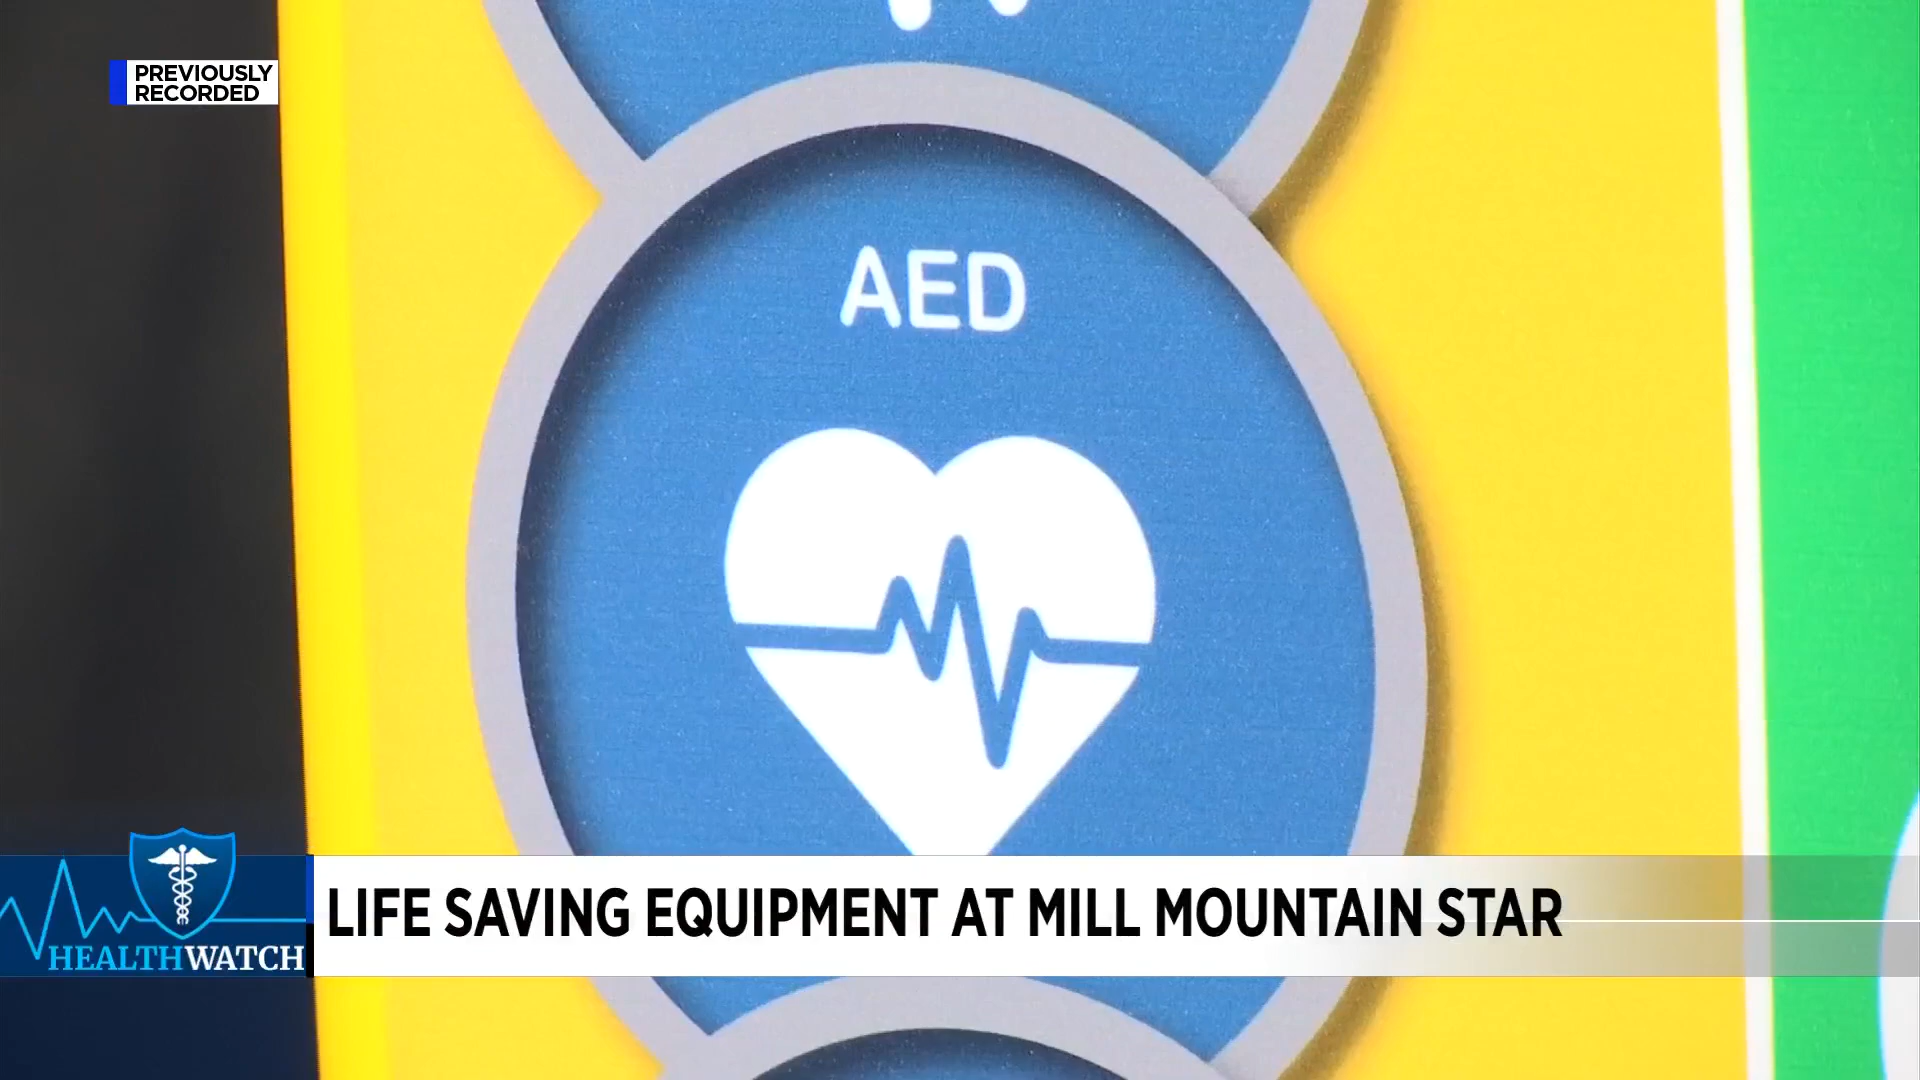 PREVIOUSLY
RECORDED
AED
LIFE SAVING EQUIPMENT AT MILL MOUNTAIN STAR
HEALTHWATCH